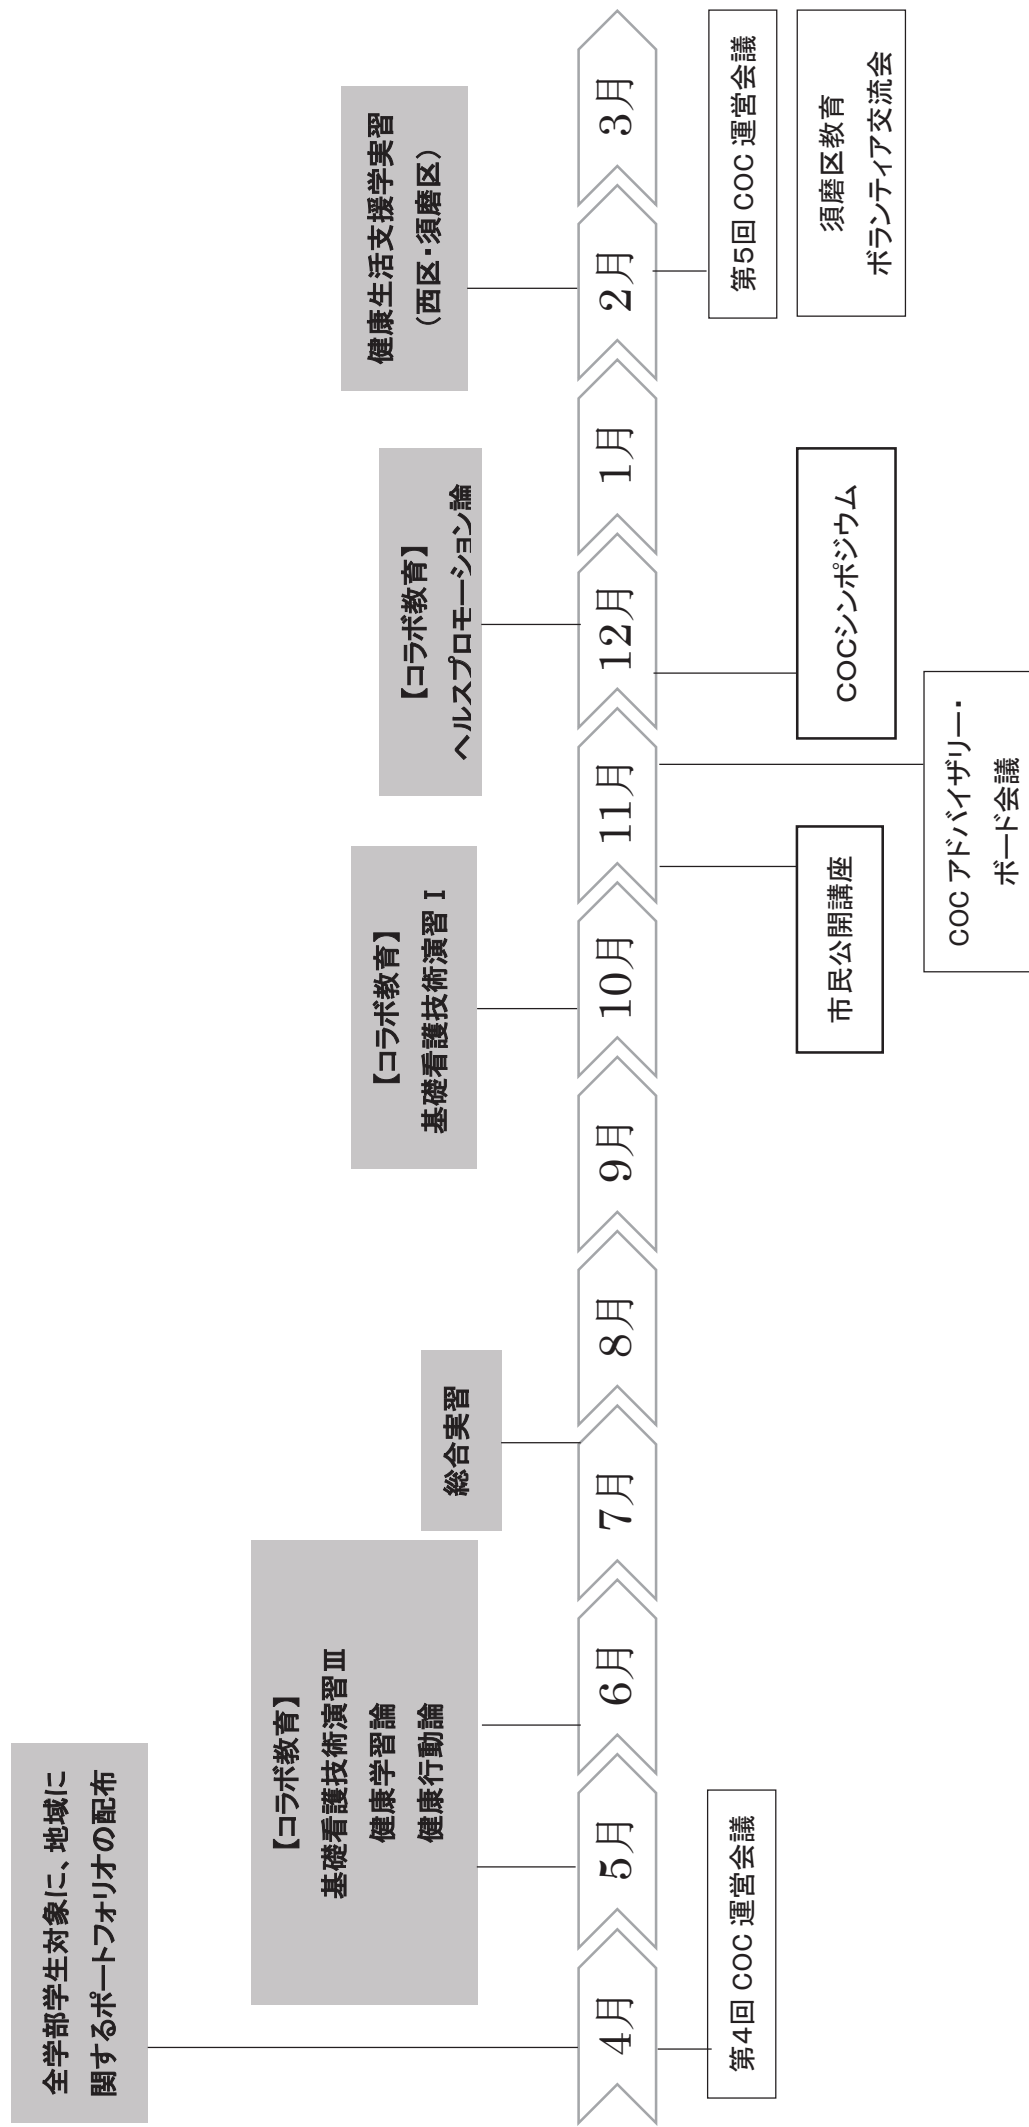 全学部学生対象に、地域に
関するポートフォリオの配布
【コラボ教育】
基礎看護技術演習Ⅲ
健康学習論
健康行動論
総合実習
【コラボ教育】
基礎看護技術演習Ⅰ
【コラボ教育】
ヘルスプロモーション論
健康生活支援学実習
（西区・須磨区）
4月
5月
6月
7月
8月
9月
10月
11月
12月
1月
2月
3月
第4回 COC 運営会議
市民公開講座
COC アドバイザリー・
ボード会議
COCシンポジウム
第5回 COC 運営会議
須磨区教育
ボランティア交流会